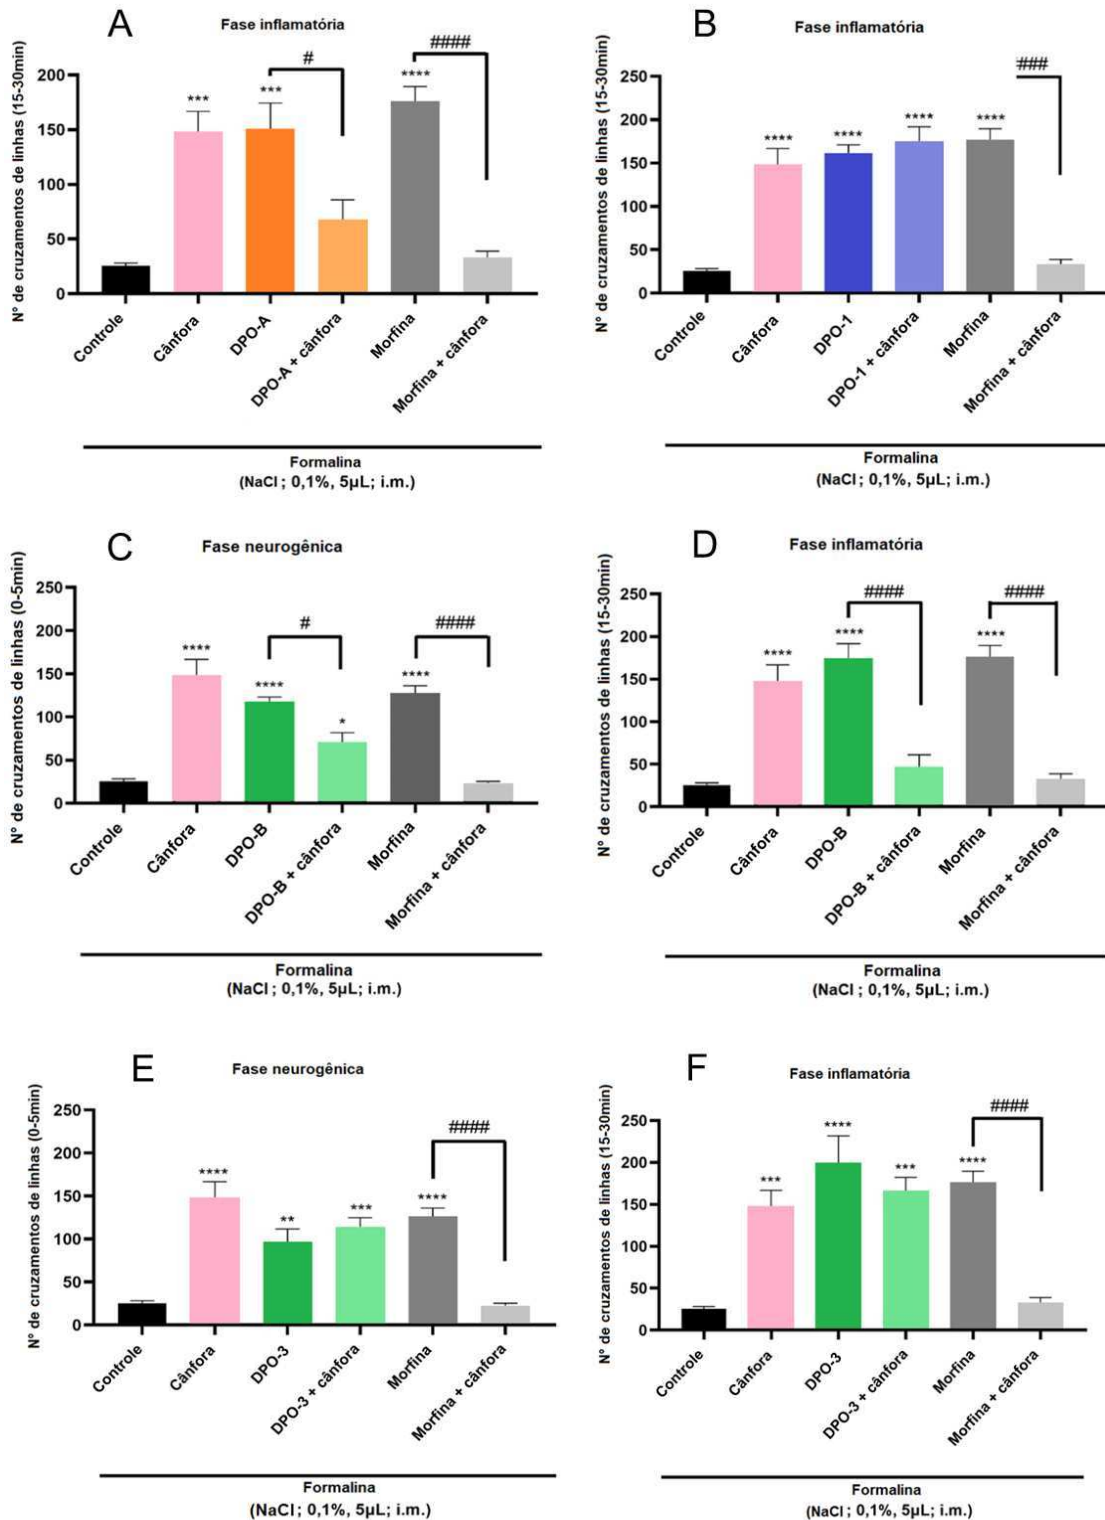 A
Fase inflamatória
Nº de cruzamentos de linhas (15-30min)
200
150
100
50
0
***
***
#
****
####
Controle
Cânfora
DPO-A
DPO-A + cânfora
Morfina
Morfina + cânfora
Formalina
(NaCl ; 0,1%, 5µL; i.m.)
B
Fase inflamatória
Nº de cruzamentos de linhas (15-30min)
250
200
150
100
50
0
****
****
****
****
###
Controle
Cânfora
DPO-1
DPO-1 + cânfora
Morfina
Morfina + cânfora
Formalina
(NaCl ; 0,1%, 5µL; i.m.)
C
Fase neurogênica
Nº de cruzamentos de linhas (0-5min)
250
200
150
100
50
0
****
****
#
*
****
####
Controle
Cânfora
DPO-B
DPO-B + cânfora
Morfina
Morfina + cânfora
Formalina
(NaCl ; 0,1%, 5µL; i.m.)
D
Fase inflamatória
Nº de cruzamentos de linhas (15-30min)
250
200
150
100
50
0
****
****
####
****
####
Controle
Cânfora
DPO-B
DPO-B + cânfora
Morfina
Morfina + cânfora
Formalina
(NaCl ; 0,1%, 5µL; i.m.)
E
Fase neurogênica
Nº de cruzamentos de linhas (0-5min)
250
200
150
100
50
0
****
**
***
****
####
Controle
Cânfora
DPO-3
DPO-3 + cânfora
Morfina
Morfina + cânfora
Formalina
(NaCl ; 0,1%, 5µL; i.m.)
F
Fase inflamatória
Nº de cruzamentos de linhas (15-30min)
250
200
150
100
50
0
***
****
***
****
####
Controle
Cânfora
DPO-3
DPO-3 + cânfora
Morfina
Morfina + cânfora
Formalina
(NaCl ; 0,1%, 5µL; i.m.)